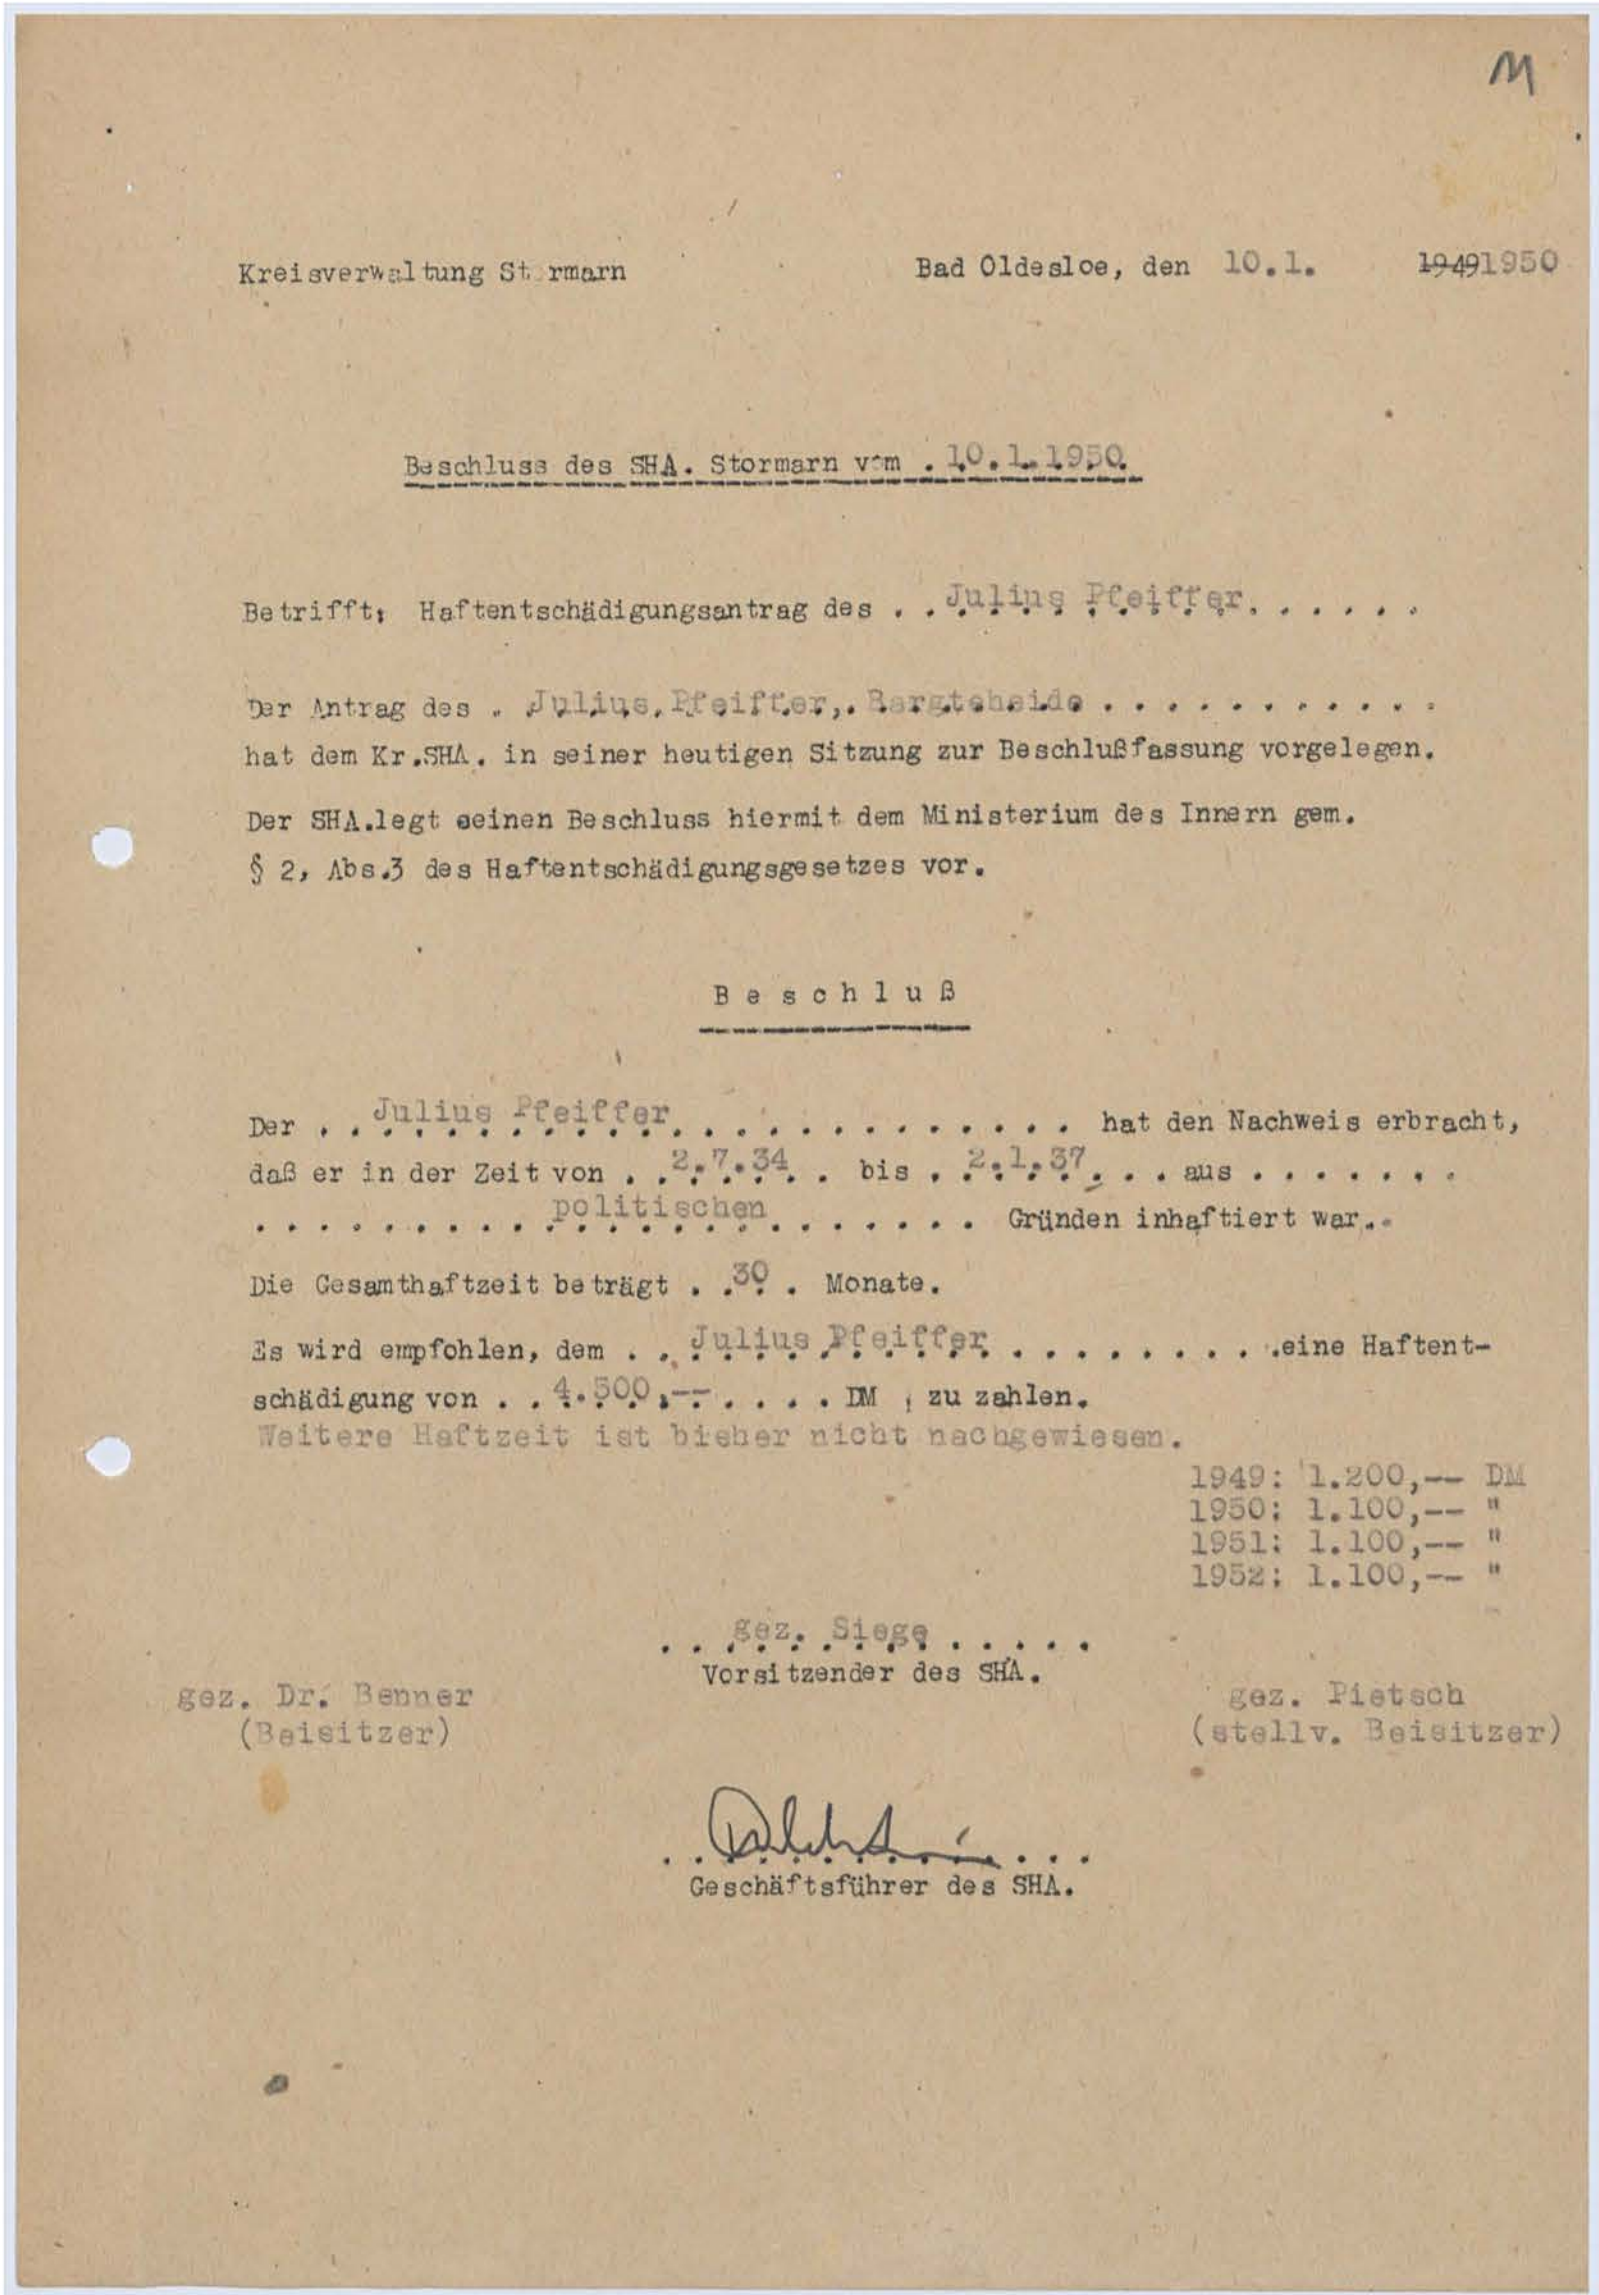 11
Kreisverwaltung St rmarn Bad Oldesloe, den 10.1. 19491950
Beschluss des SHA. Stormarn vom . 10.1.1950.
Betrifft: Haftentschädigungsantrag des . . Julius Pfeiffer. . . . . .
Der Antrag des . Julius Pfeiffer, Bargteheide . . . . . . . . . . .
hat dem Kr.SHA. in seiner heutigen Sitzung zur Beschlußfassung vorgelegen.
Der SHA.legt seinen Beschluss hiermit dem Ministerium des Innern gem.
§ 2, Abs.3 des Haftentschädigungsgesetzes vor.
B e s c h l u ß
Der . . Julius Pfeiffer . . . . . . . . . . . . . hat den Nachweis erbracht,
daß er in der Zeit von . . 2.7.34 . . bis . 2.1.37. . . . aus . . . . . . .
. . . . . . . . . politischen . . . . . . . Gründen inhaftiert war..
Die Gesamthaftzeit beträgt . . 30 . Monate.
Es wird empfohlen, dem . . Julius Pfeiffer . . . . . . . . .eine Haftent-
schädigung von . . 4.500,-- . . . . DM , zu zahlen.
Weitere Haftzeit ist bisher nicht nachgewiesen.
1949: 1.200,-- DM
1950: 1.100,-- "
1951: 1.100,-- "
1952: 1.100,-- "
. . gez. Siege . . . . .
Vorsitzender des SHA.
gez. Dr. Benner gez. Pietsch
(Beisitzer) (stellv. Beisitzer)
Geschäftsführer des SHA.